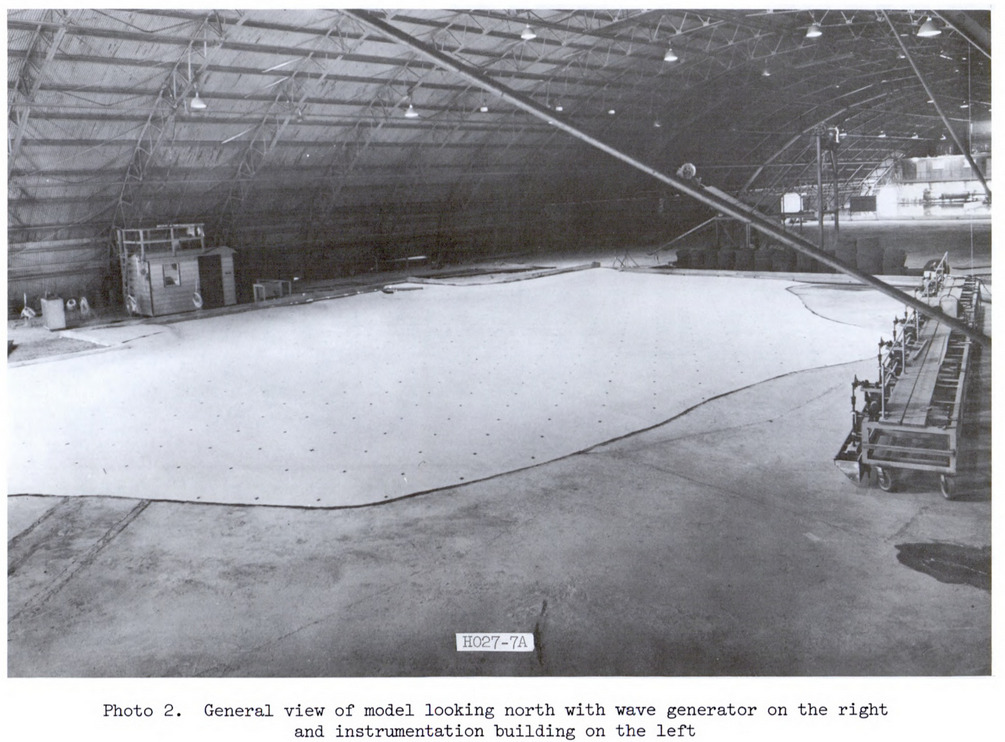 H027-7A
Photo 2. General view of model looking north with wave generator on the right
and instrumentation building on the left